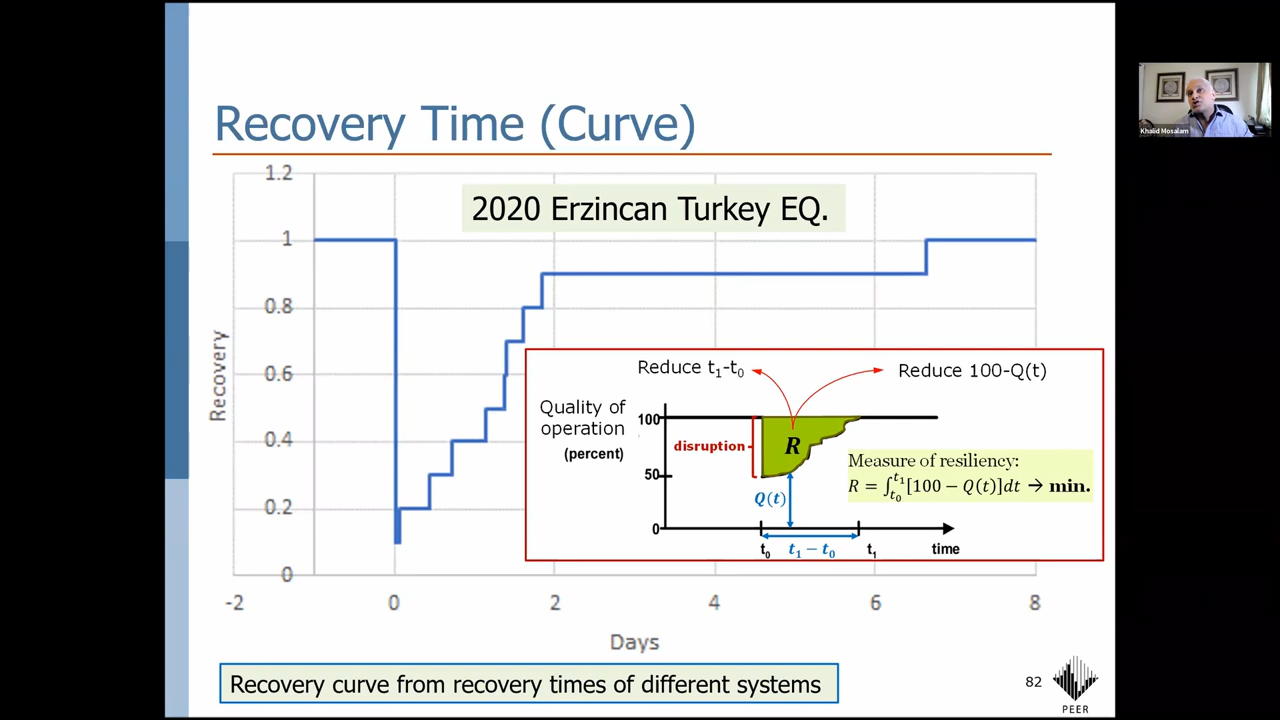 Recovery Time (Curve)
1.2
1
0.8
0.6
0.4
0.2
0
Recovery
2020 Erzincan Turkey EQ.
Reduce t₁-t₀
Reduce 100-Q(t)
Quality of
operation
(percent)
100
50
0
disruption
R
Q(t)
Measure of resiliency:
R = ∫ₜ₀ᵗ¹[100 − Q(t)]dt → min.
t₀
t₁ − t₀
t₁
time
-2
0
2
4
6
8
Days
Recovery curve from recovery times of different systems
82
PEER
Khalid Mosalam